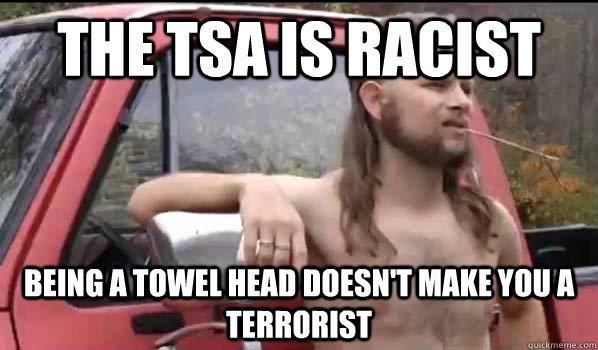 THE TSA IS RACIST
BEING A TOWEL HEAD DOESN'T MAKE YOU A
TERRORIST
quickmeme.com